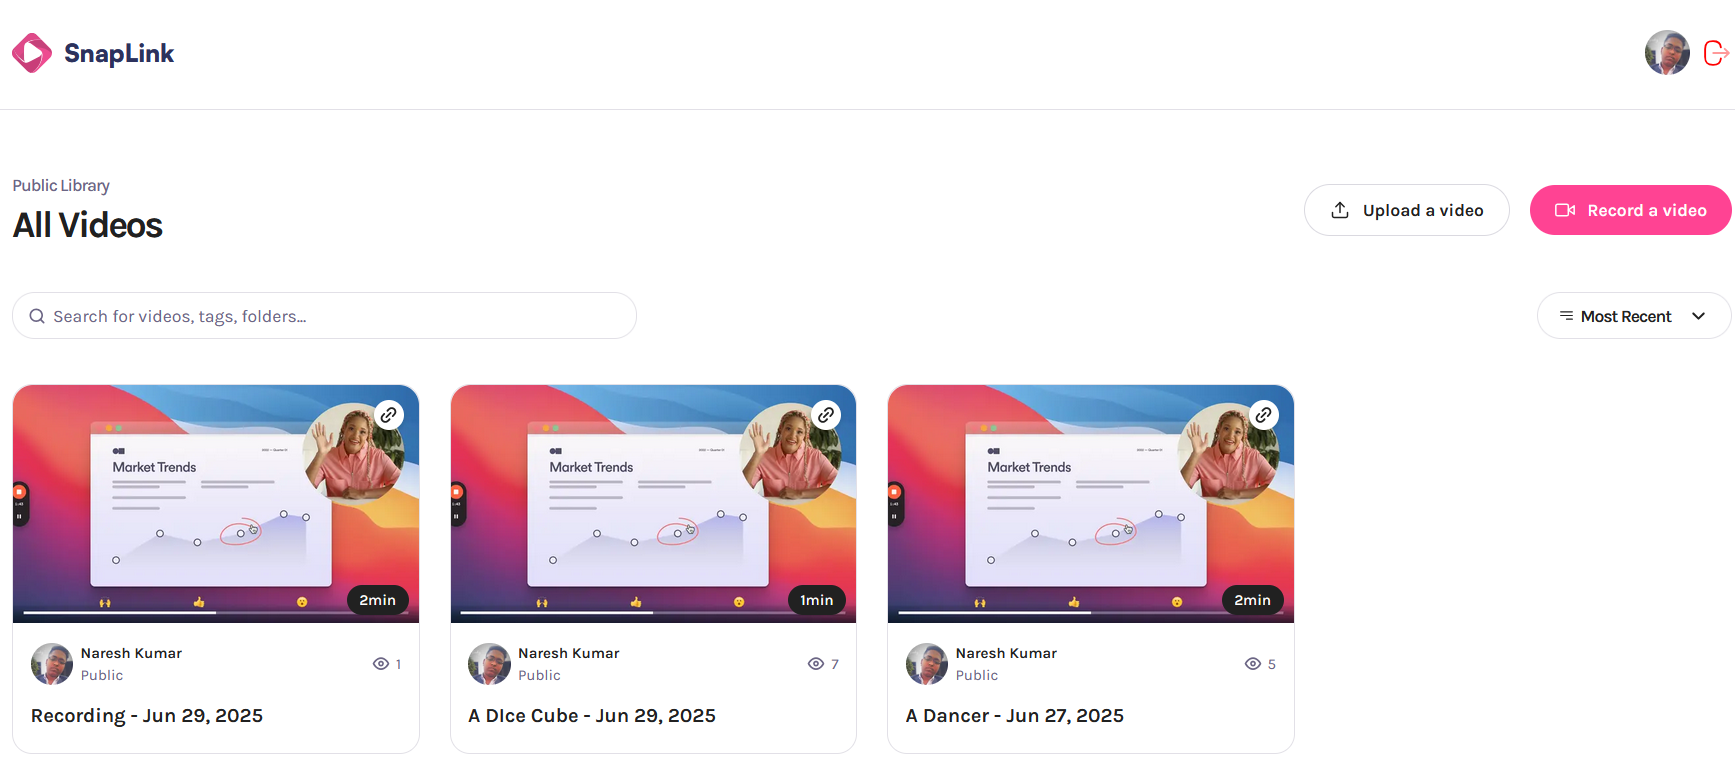 SnapLink
Public Library
All Videos
Upload a video
Record a video
Search for videos, tags, folders...
Most Recent
Market Trends
2min
Market Trends
1min
Market Trends
2min
Naresh Kumar
Public
1
Naresh Kumar
Public
7
Naresh Kumar
Public
5
Recording - Jun 29, 2025
A DIce Cube - Jun 29, 2025
A Dancer - Jun 27, 2025